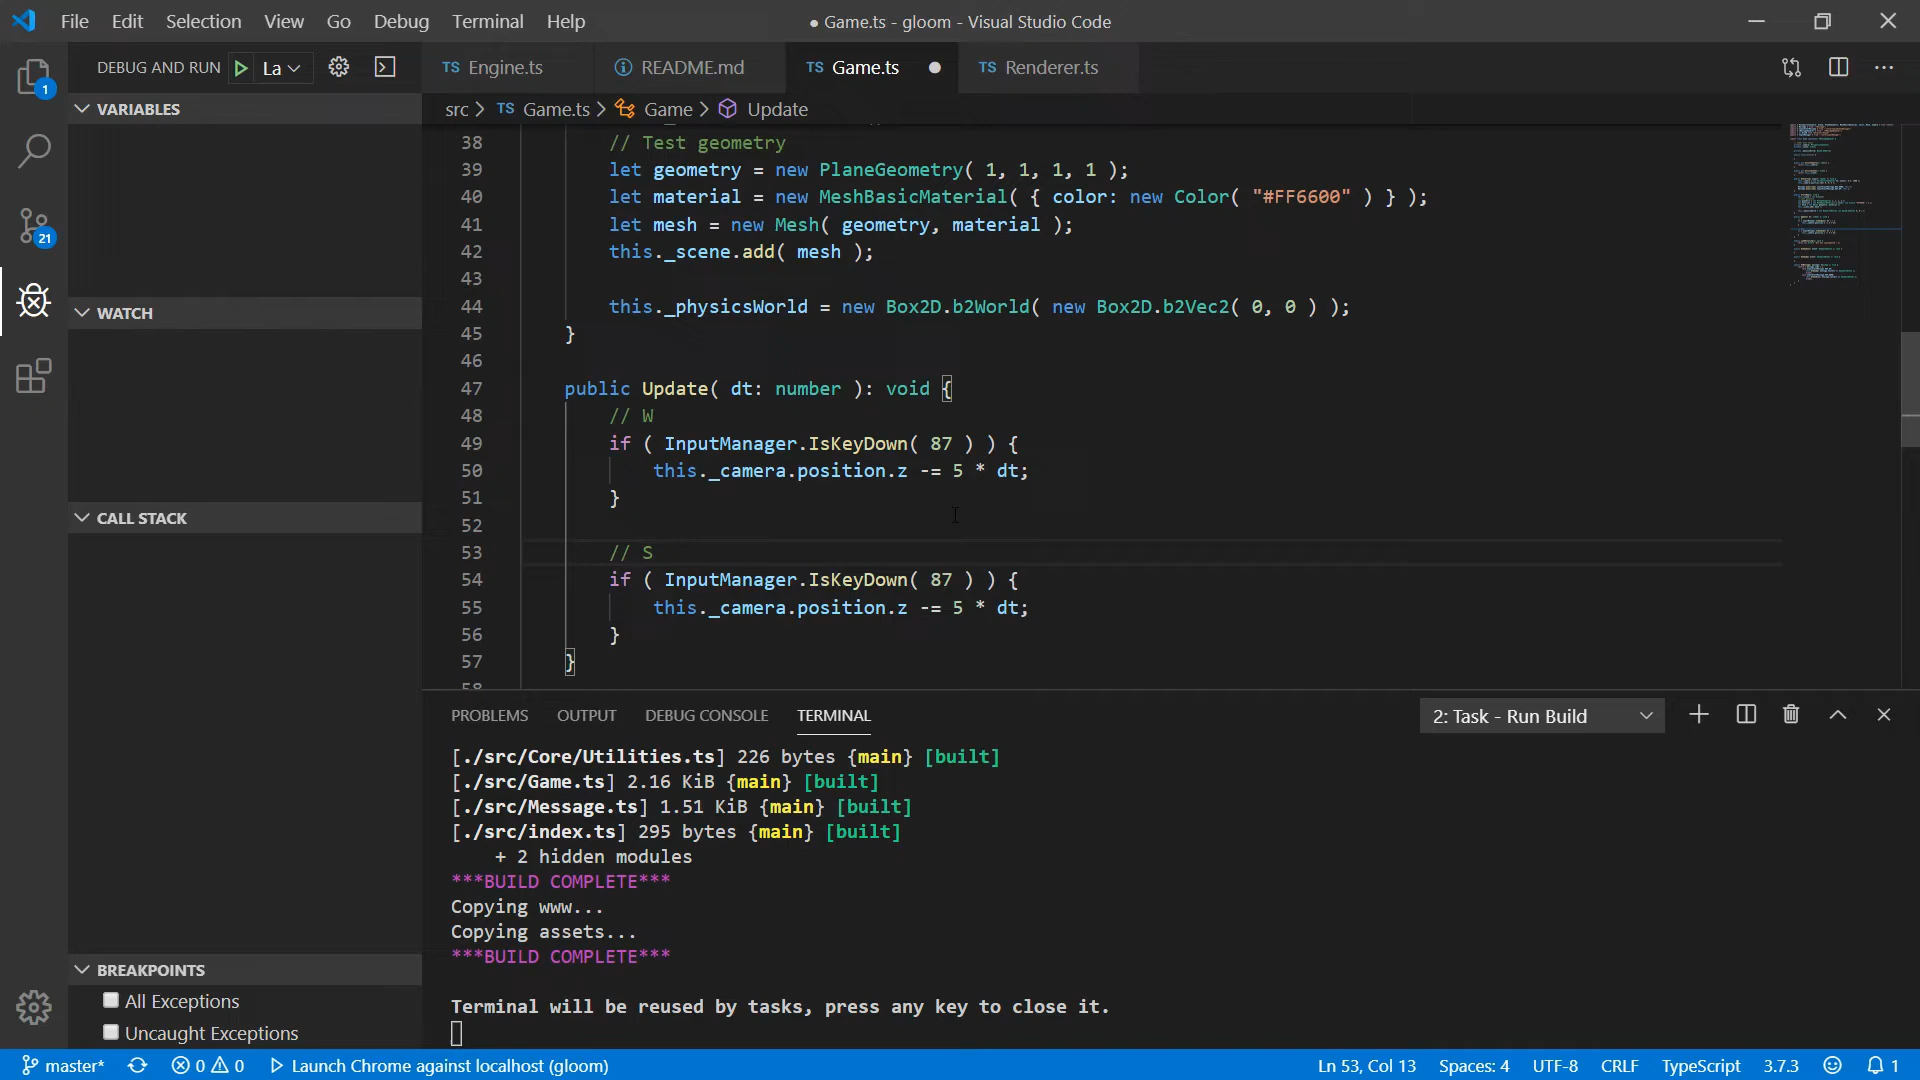 File Edit Selection View Go Debug Terminal Help
● Game.ts - gloom - Visual Studio Code
DEBUG AND RUN La
TS Engine.ts
README.md
TS Game.ts ●
TS Renderer.ts
VARIABLES
WATCH
CALL STACK
BREAKPOINTS
All Exceptions
Uncaught Exceptions
1
21
src > TS Game.ts > Game > Update
38 // Test geometry
39 let geometry = new PlaneGeometry( 1, 1, 1, 1 );
40 let material = new MeshBasicMaterial( { color: new Color( "#FF6600" ) } );
41 let mesh = new Mesh( geometry, material );
42 this._scene.add( mesh );
43
44 this._physicsWorld = new Box2D.b2World( new Box2D.b2Vec2( 0, 0 ) );
45 }
46
47 public Update( dt: number ): void {
48 // W
49 if ( InputManager.IsKeyDown( 87 ) ) {
50 this._camera.position.z -= 5 * dt;
51 }
52
53 // S
54 if ( InputManager.IsKeyDown( 87 ) ) {
55 this._camera.position.z -= 5 * dt;
56 }
57 }
58
PROBLEMS OUTPUT DEBUG CONSOLE TERMINAL
2: Task - Run Build
[./src/Core/Utilities.ts] 226 bytes {main} [built]
[./src/Game.ts] 2.16 KiB {main} [built]
[./src/Message.ts] 1.51 KiB {main} [built]
[./src/index.ts] 295 bytes {main} [built]
+ 2 hidden modules
***BUILD COMPLETE***
Copying www...
Copying assets...
***BUILD COMPLETE***
Terminal will be reused by tasks, press any key to close it.
master* 0 0 Launch Chrome against localhost (gloom)
Ln 53, Col 13 Spaces: 4 UTF-8 CRLF TypeScript 3.7.3 1